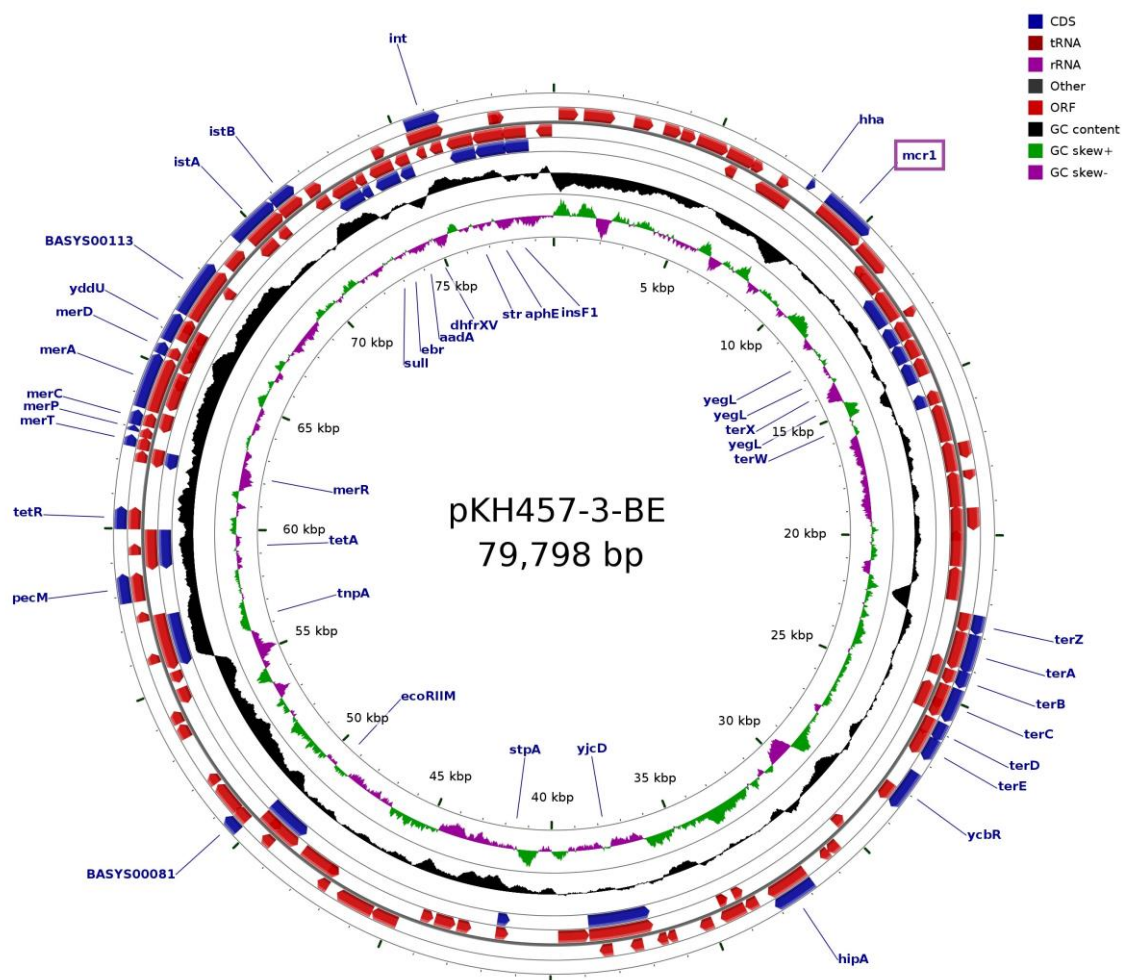 CDS
tRNA
rRNA
Other
ORF
GC content
GC skew+
GC skew-
int
hha
mcr1
istB
istA
BASYS00113
yddU
merD
merA
merC
merP
merT
tetR
pecM
BASYS00081
75 kbp
5 kbp
str aphE insF1
dhfrXV
aadA
ebr
sulI
70 kbp
10 kbp
yegL
yegL
terX
15 kbp
yegL
terW
65 kbp
merR
pKH457-3-BE
79,798 bp
60 kbp
20 kbp
tetA
tnpA
55 kbp
25 kbp
ecoRIIM
50 kbp
30 kbp
stpA
yjcD
45 kbp
40 kbp
35 kbp
terZ
terA
terB
terC
terD
terE
ycbR
hipA